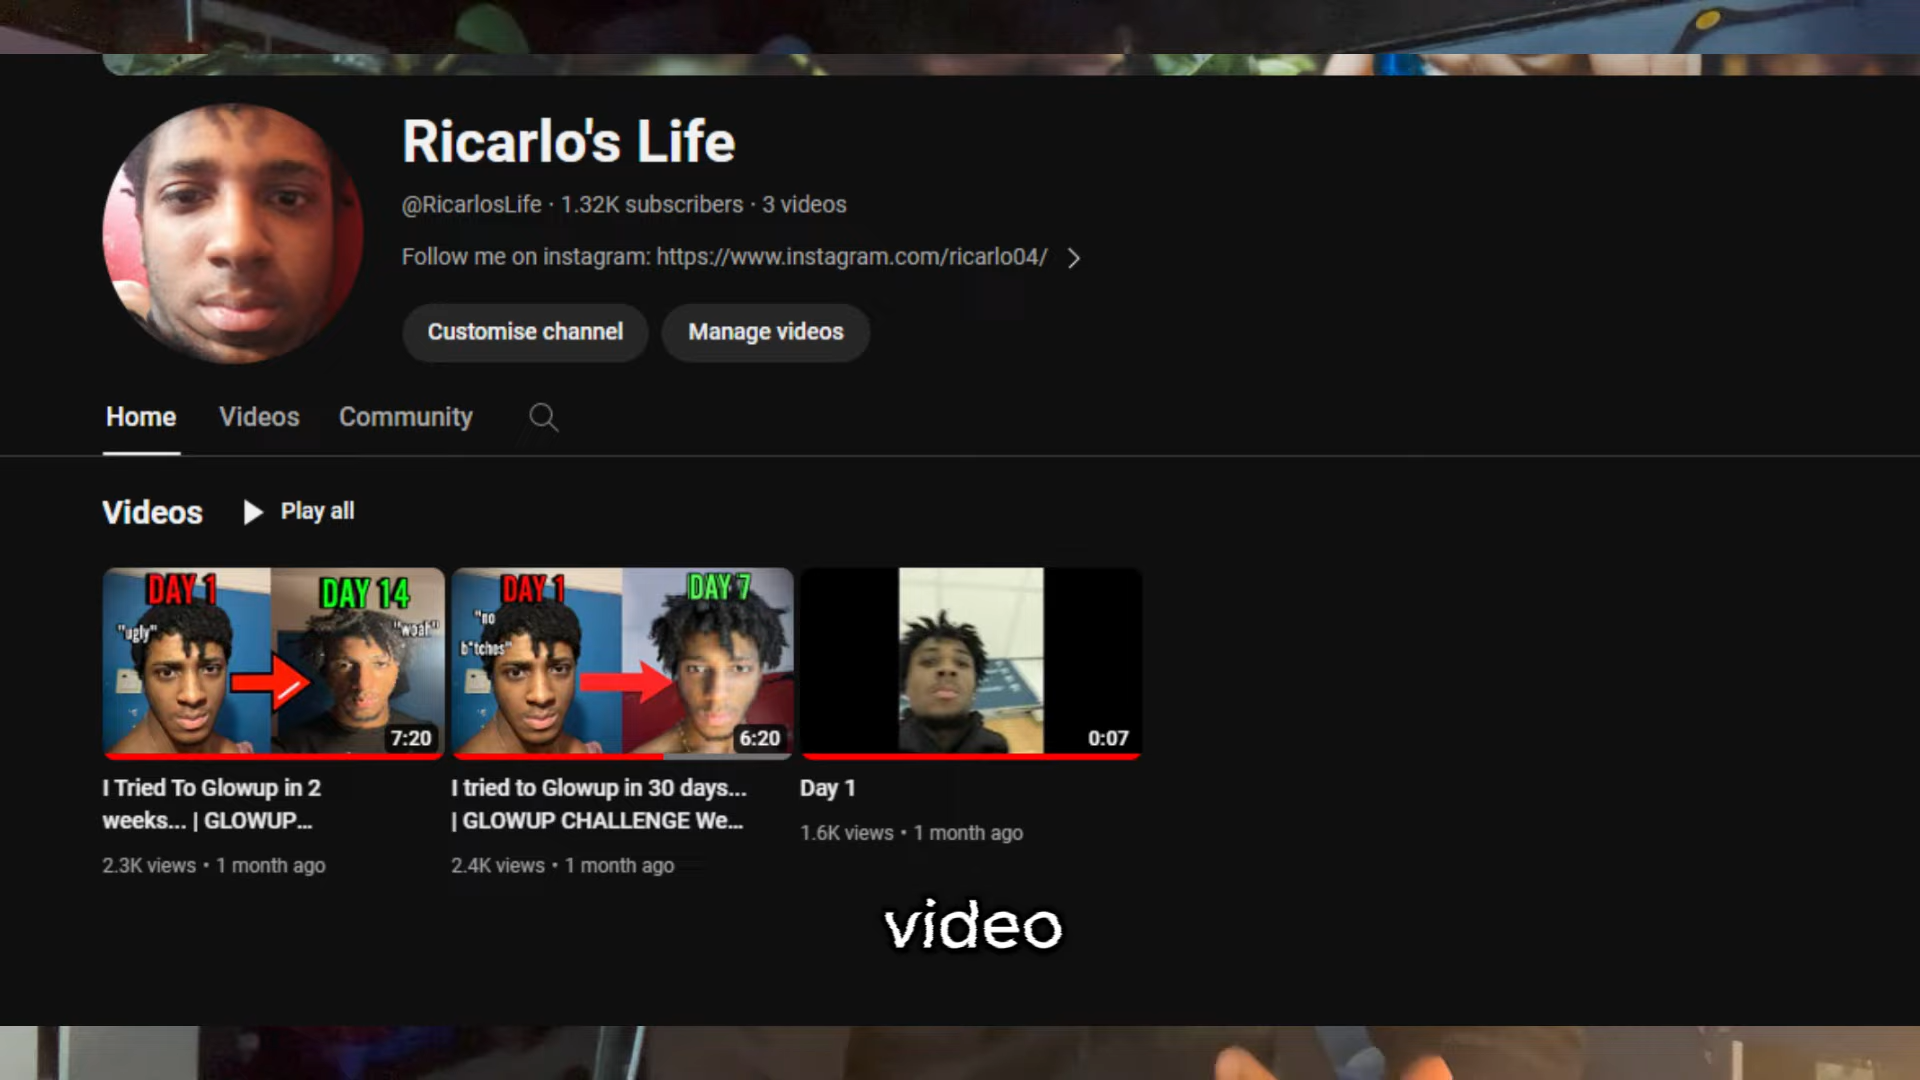 Ricarlo's Life
@RicarlosLife · 1.32K subscribers · 3 videos
Follow me on instagram: https://www.instagram.com/ricarlo04/
Customise channel
Manage videos
Home
Videos
Community
Videos
Play all
DAY 1
DAY 14
"ugly"
"woah"
7:20
DAY 1
DAY 7
"no
b*tches"
6:20
0:07
I Tried To Glowup in 2
weeks... | GLOWUP...
2.3K views • 1 month ago
I tried to Glowup in 30 days...
| GLOWUP CHALLENGE We...
2.4K views • 1 month ago
Day 1
1.6K views • 1 month ago
video